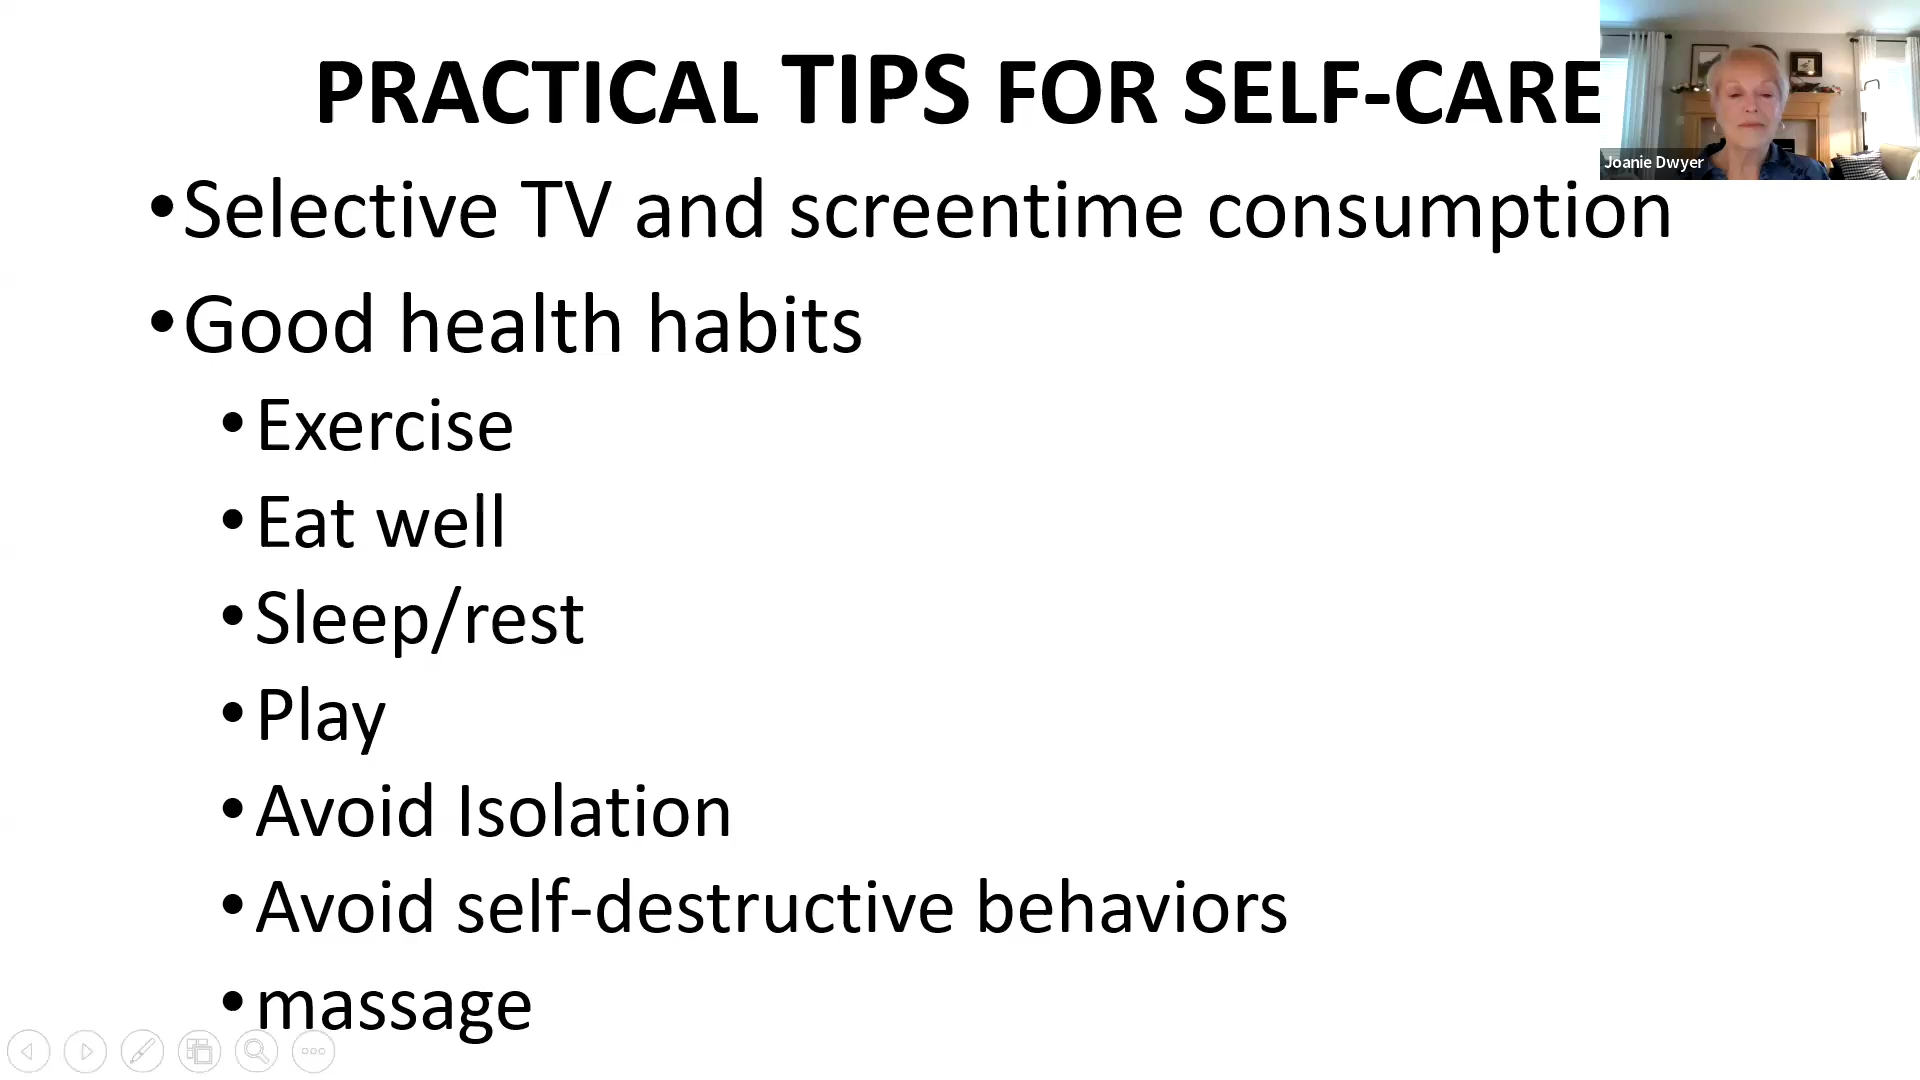 PRACTICAL TIPS FOR SELF-CARE
Joanie Dwyer
•Selective TV and screentime consumption
•Good health habits
•Exercise
•Eat well
•Sleep/rest
•Play
•Avoid Isolation
•Avoid self-destructive behaviors
•massage